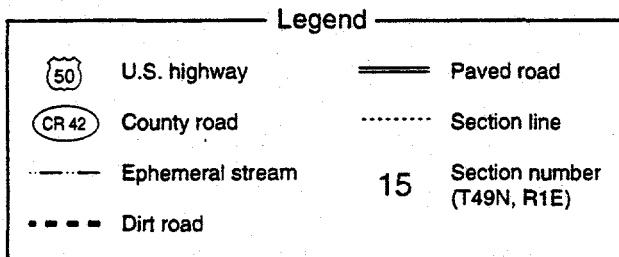 Legend
50 U.S. highway
CR 42 County road
Ephemeral stream
Dirt road
Paved road
Section line
15 Section number
(T49N, R1E)